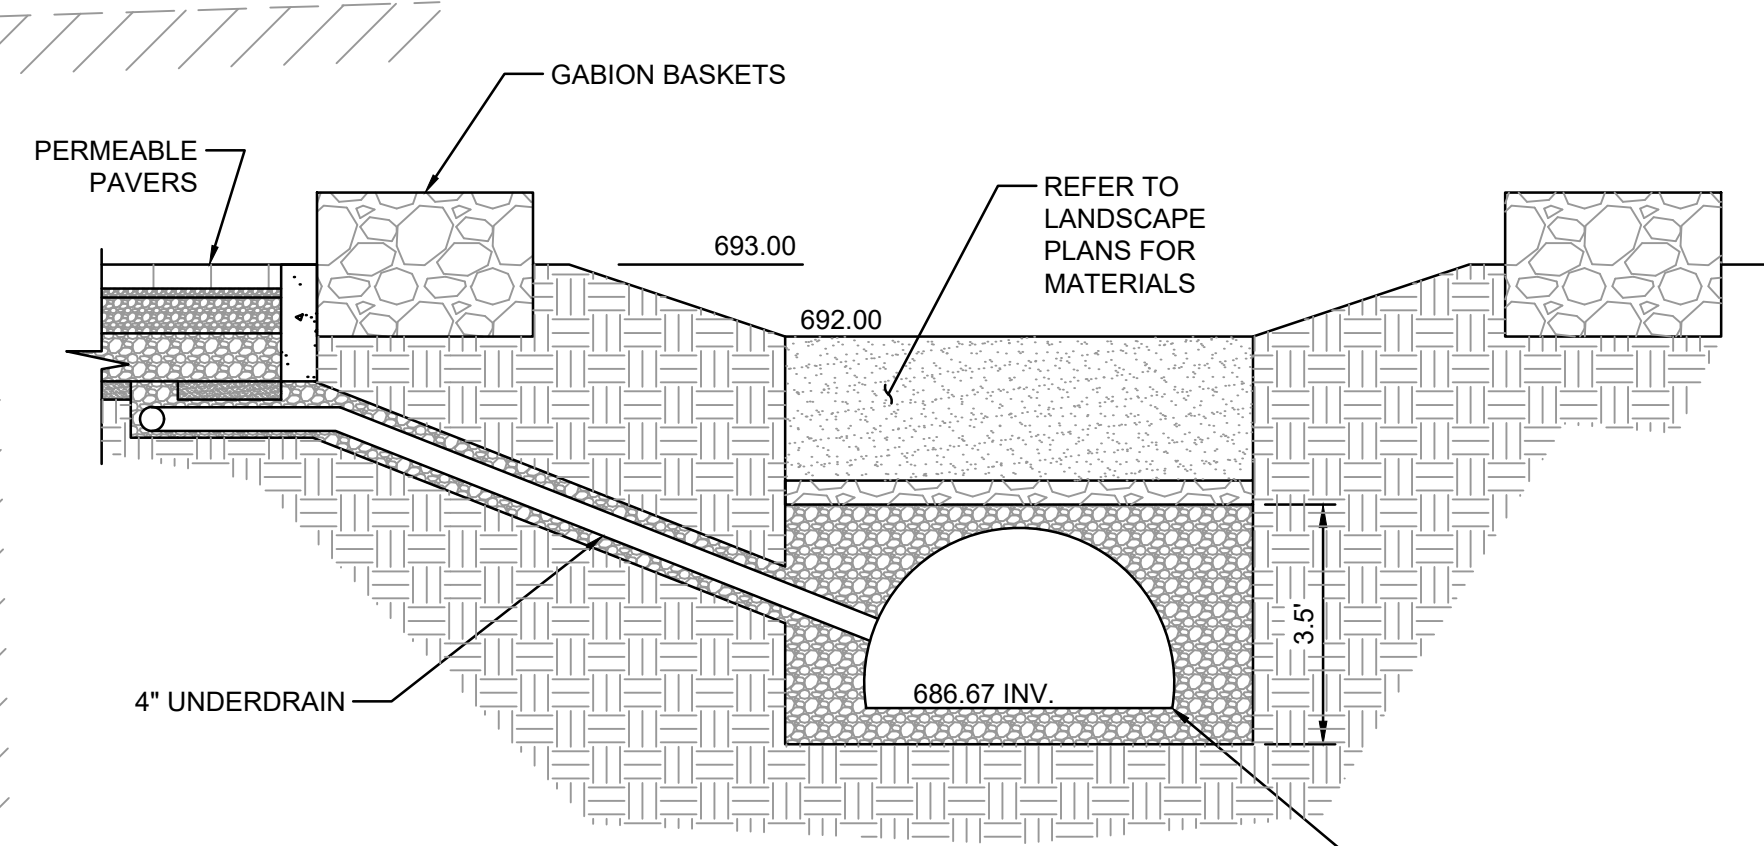 GABION BASKETS
PERMEABLE
PAVERS
REFER TO
LANDSCAPE
PLANS FOR
MATERIALS
693.00
692.00
3.5'
686.67 INV.
4" UNDERDRAIN